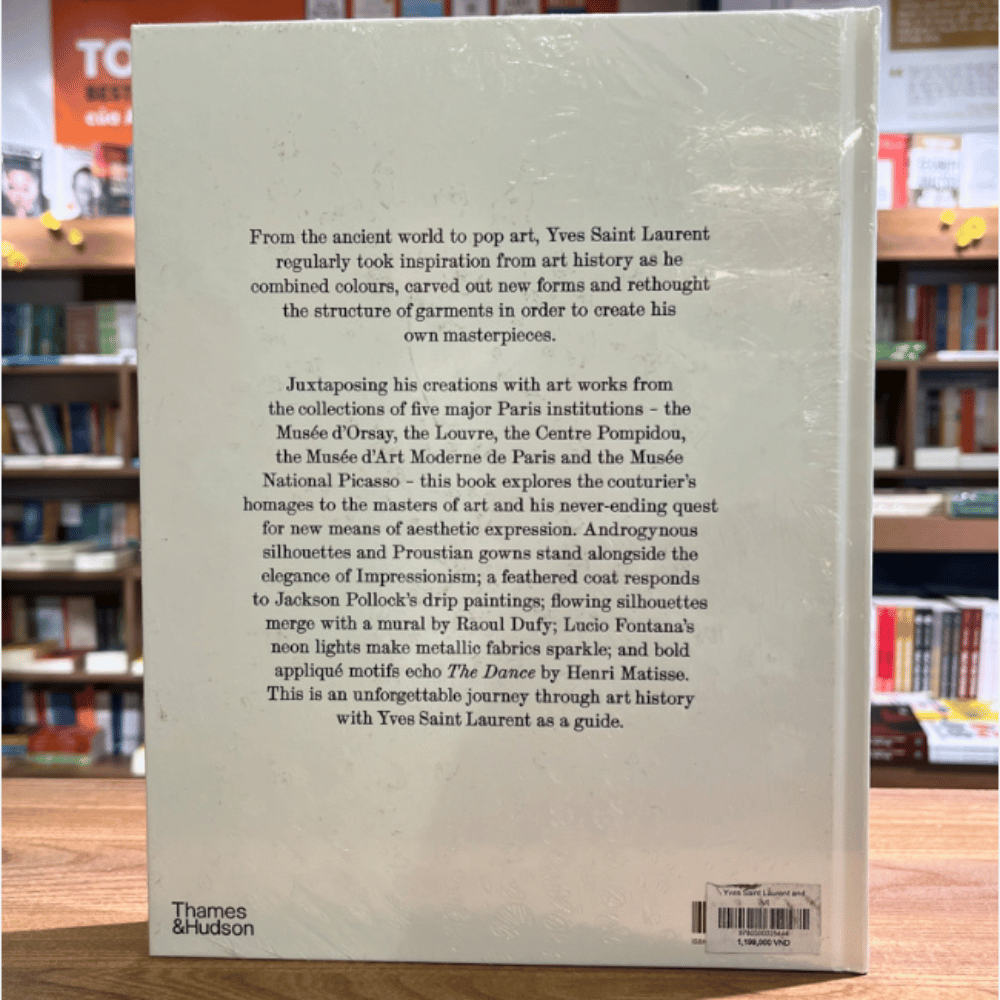 TO
BEST
của
From the ancient world to pop art, Yves Saint Laurent
regularly took inspiration from art history as he
combined colours, carved out new forms and rethought
the structure of garments in order to create his
own masterpieces.
Juxtaposing his creations with art works from
the collections of five major Paris institutions – the
Musée d'Orsay, the Louvre, the Centre Pompidou,
the Musée d'Art Moderne de Paris and the Musée
National Picasso – this book explores the couturier's
homages to the masters of art and his never-ending quest
for new means of aesthetic expression. Androgynous
silhouettes and Proustian gowns stand alongside the
elegance of Impressionism; a feathered coat responds
to Jackson Pollock's drip paintings; flowing silhouettes
merge with a mural by Raoul Dufy; Lucio Fontana's
neon lights make metallic fabrics sparkle; and bold
appliqué motifs echo The Dance by Henri Matisse.
This is an unforgettable journey through art history
with Yves Saint Laurent as a guide.
Thames
&Hudson
Yves Saint Laurent and
Art
1,199,000 VND